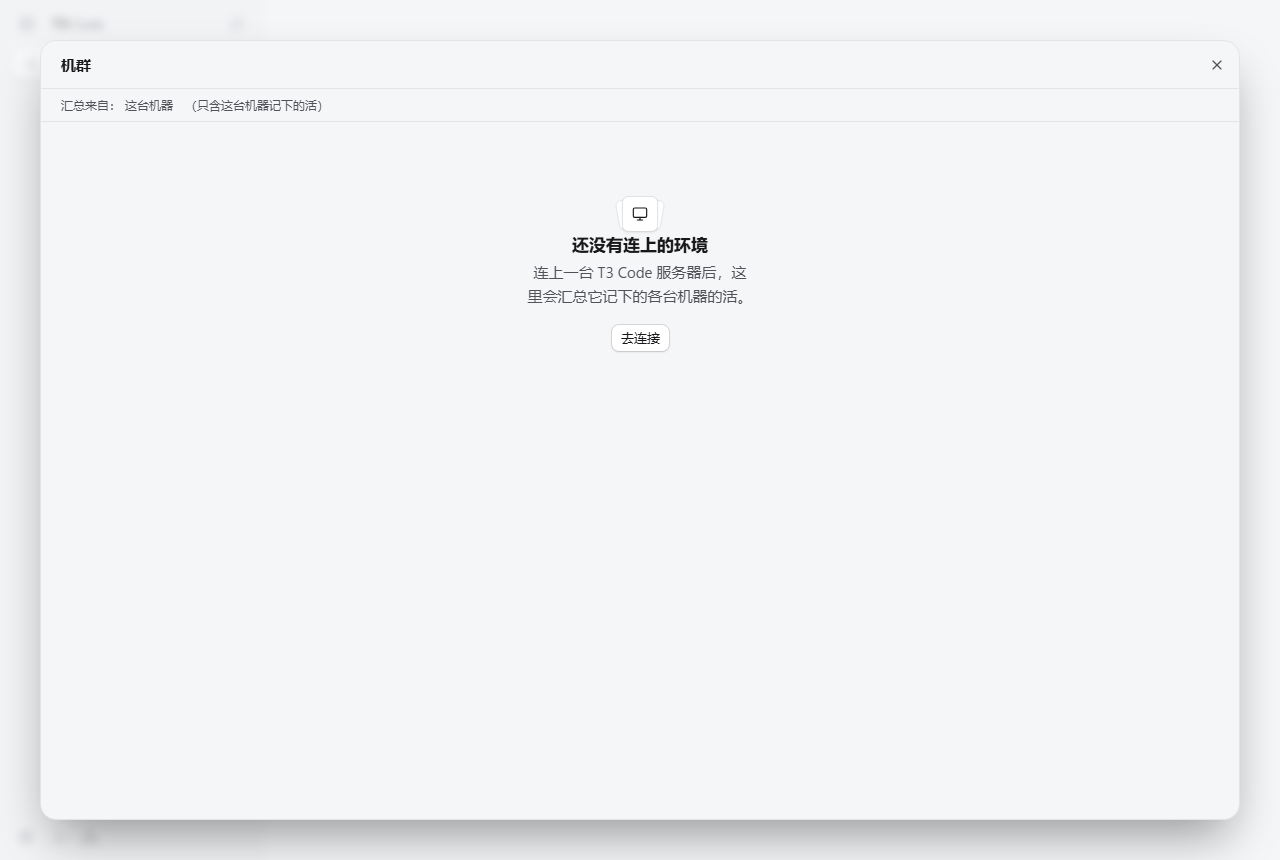 机群
汇总来自： 这台机器 （只含这台机器记下的活）
还没有连上的环境
连上一台 T3 Code 服务器后，这
里会汇总它记下的各台机器的活。
去连接